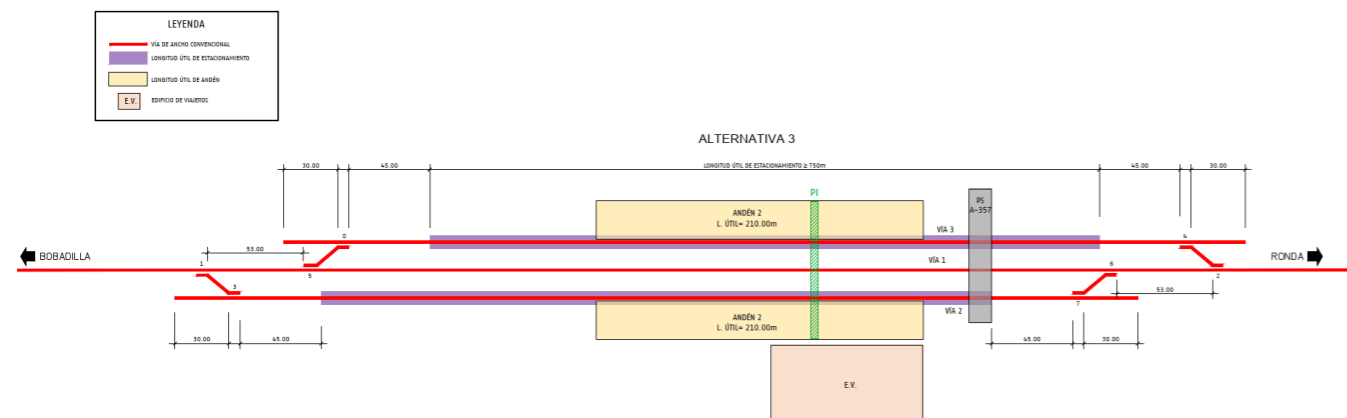 LEYENDA
VÍA DE ANCHO CONVENCIONAL
LONGITUD ÚTIL DE ESTACIONAMIENTO
LONGITUD ÚTIL DE ANDÉN
E.V. EDIFICIO DE VIAJEROS
ALTERNATIVA 3
30.00 45.00 LONGITUD ÚTIL DE ESTACIONAMIENTO ≥ 750m 45.00 30.00
PI
PS
A-357
ANDÉN 2
L. ÚTIL= 210.00m
VÍA 3
8 4
53.00
BOBADILLA
VÍA 1
RONDA
1 5 6 2
3 7
53.00
VÍA 2
ANDÉN 2
L. ÚTIL= 210.00m
30.00 45.00 45.00 30.00
E.V.